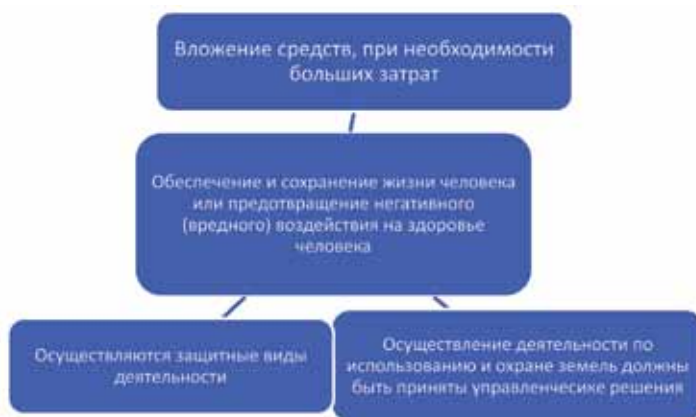 Вложение средств, при необходимости
больших затрат
Обеспечение и сохранение жизни человека
или предотвращение негативного
(вредного) воздействия на здоровье
человека
Осуществляются защитные виды
деятельности
Осуществление деятельности по
использованию и охране земель должны
быть приняты управленчесике решения